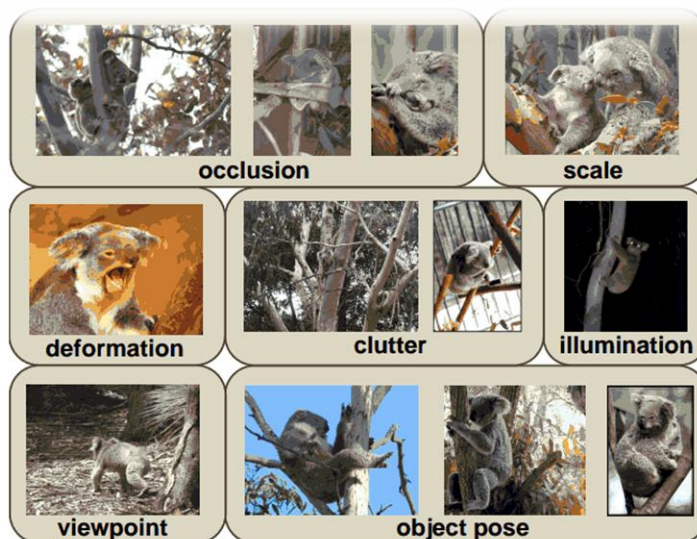 occlusion
scale
deformation
clutter
illumination
viewpoint
object pose